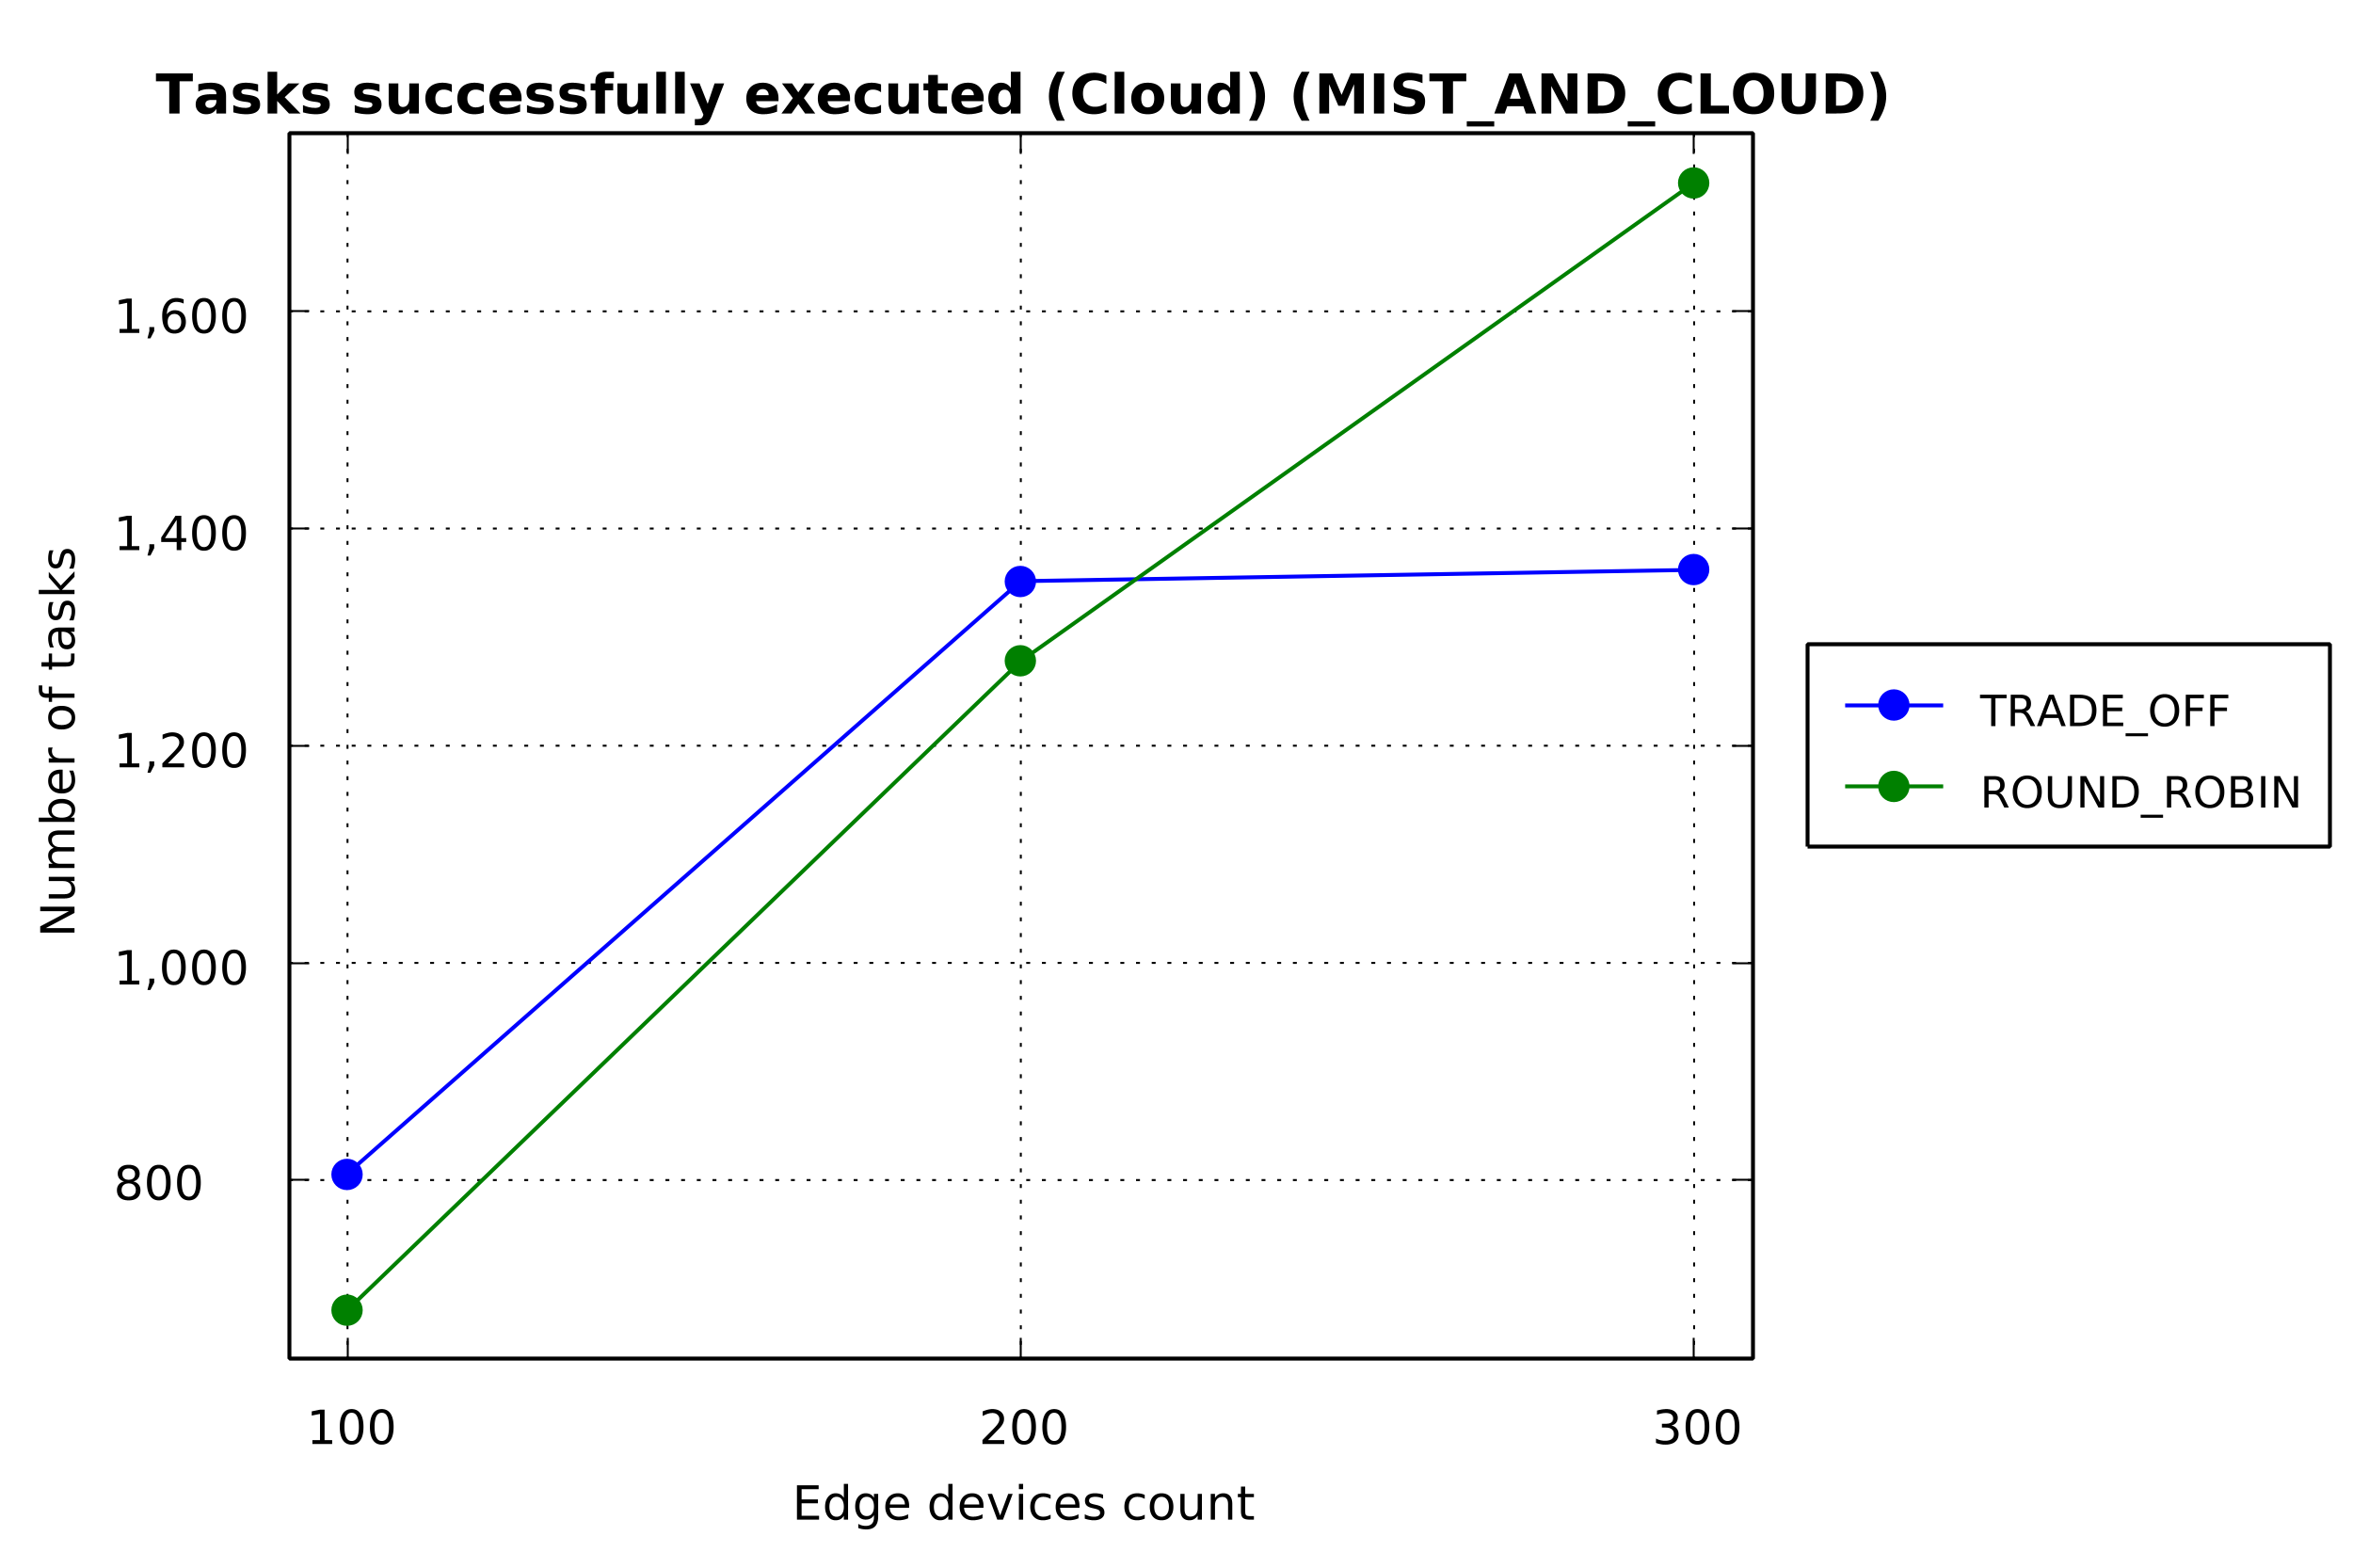 Tasks successfully executed (Cloud) (MIST_AND_CLOUD)
Number of tasks
1,600
1,400
1,200
1,000
800
100 200 300
Edge devices count
TRADE_OFF
ROUND_ROBIN